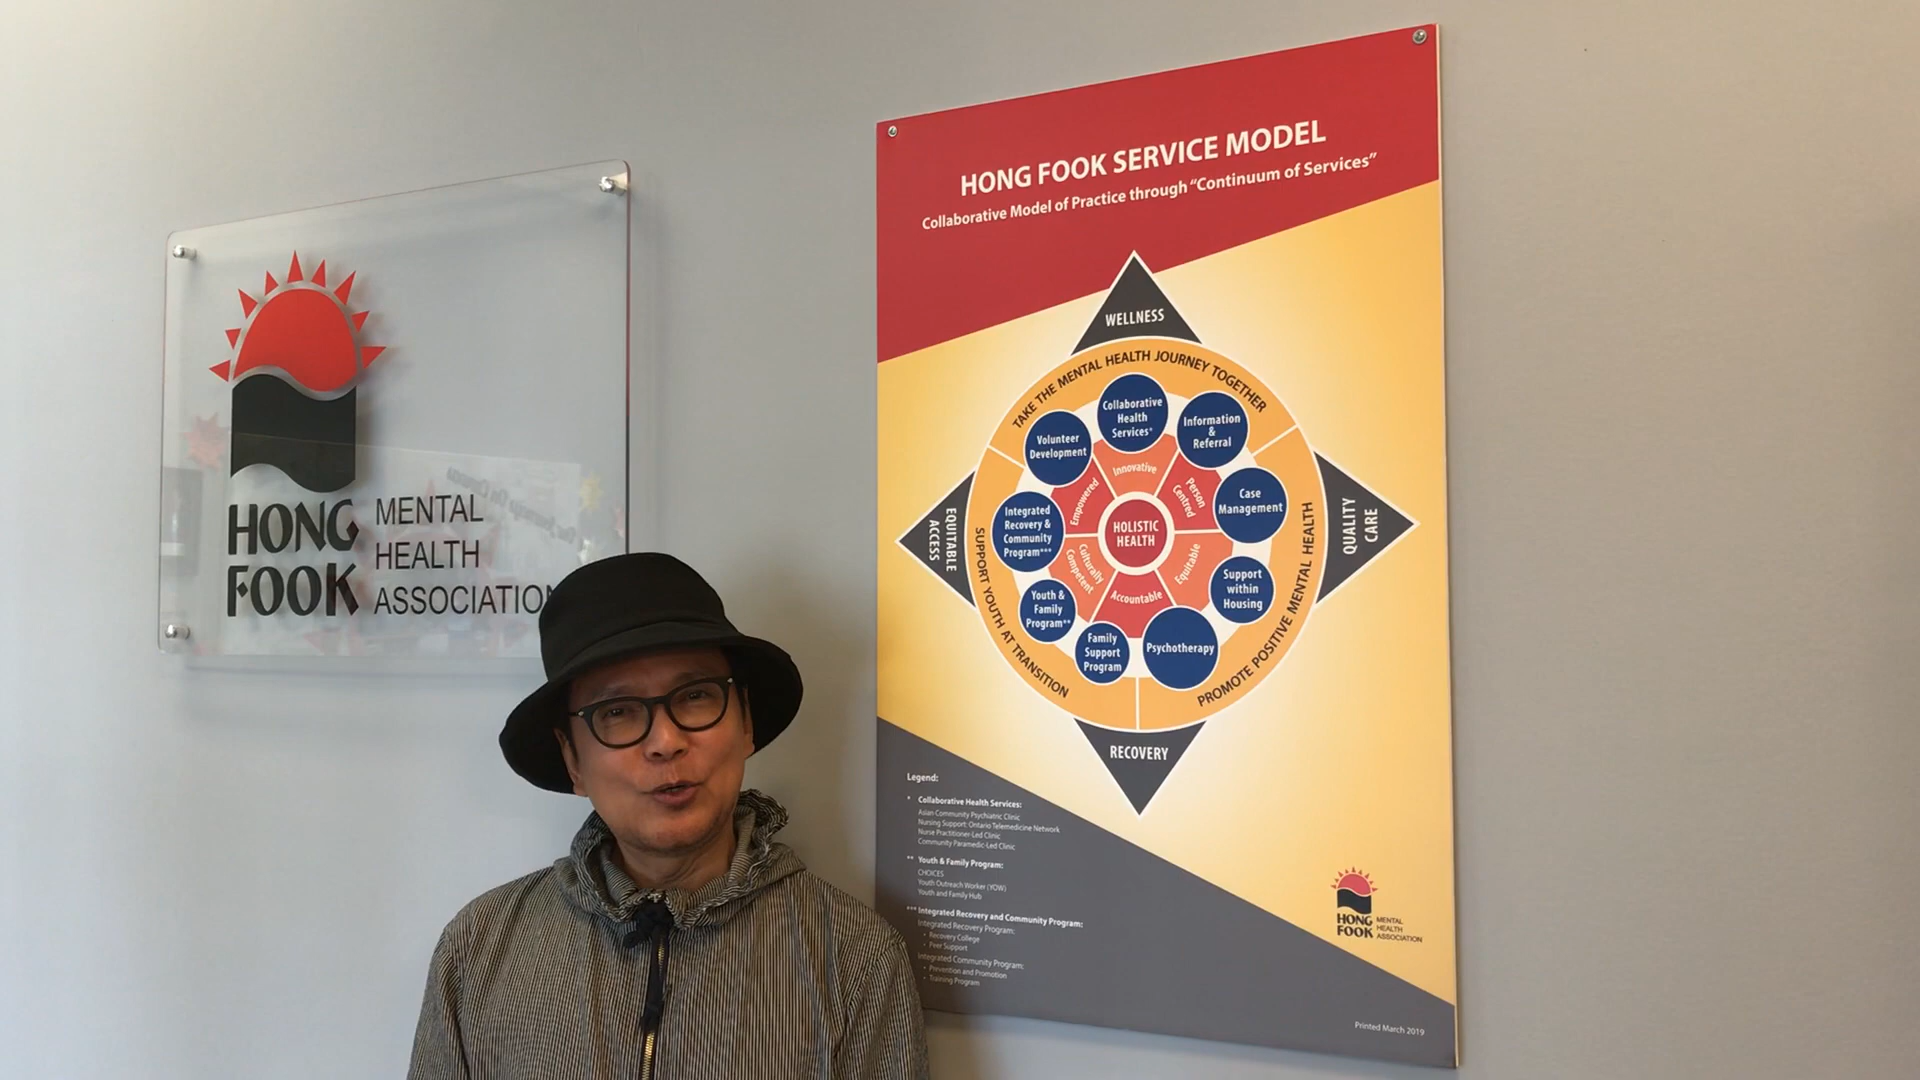 HONG
FOOK
MENTAL
HEALTH
ASSOCIATION
HONG FOOK SERVICE MODEL
Collaborative Model of Practice through "Continuum of Services"
WELLNESS
TAKE THE MENTAL HEALTH JOURNEY TOGETHER
Collaborative
Health
Services*
Information
&
Referral
Volunteer
Development
Innovative
Empowered
Person
Centred
Case
Management
Integrated
Recovery &
Community
Program***
HOLISTIC
HEALTH
EQUITABLE
ACCESS
QUALITY
CARE
Culturally
Competent
Equitable
Accountable
Support
within
Housing
Youth &
Family
Program**
Family
Support
Program
Psychotherapy
SUPPORT YOUTH AT TRANSITION
PROMOTE POSITIVE MENTAL HEALTH
RECOVERY
Legend:
* Collaborative Health Services:
Asian Community Psychiatric Clinic
Nursing Support: Ontario Telemedicine Network
Nurse Practitioner-Led Clinic
Community Paramedic-Led Clinic
** Youth & Family Program:
CHOICES
Youth Outreach Worker (YOW)
Youth and Family Hub
*** Integrated Recovery and Community Program:
Integrated Recovery Program:
• Recovery College
• Peer Support
Integrated Community Program:
• Prevention and Promotion
• Training Program
HONG
FOOK
MENTAL
HEALTH
ASSOCIATION
Printed March 2019